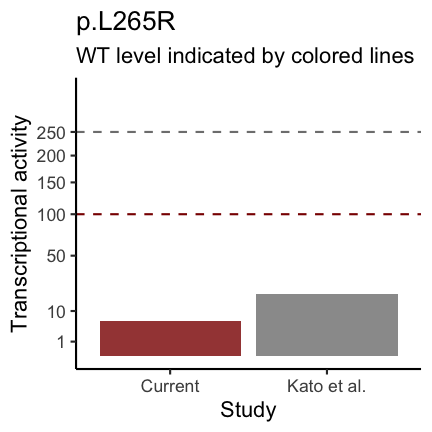 p.L265R
WT level indicated by colored lines
Transcriptional activity
250
200
150
100
50
10
1
Current
Kato et al.
Study